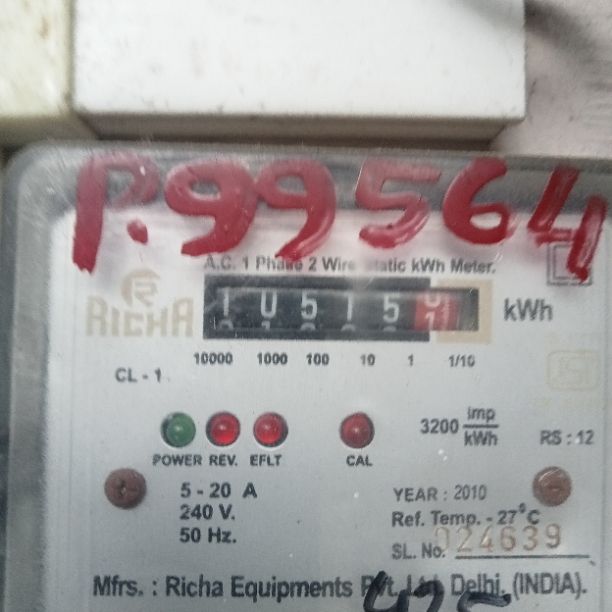 P.99564
A.C. 1 Phase 2 Wire Static kWh Meter.
RICHA
10515
kWh
10000 1000 100 10 1 1/10
CL - 1
3200 imp/kWh
RS : 12
POWER REV. EFLT CAL
5 - 20 A
240 V.
50 Hz.
YEAR : 2010
Ref. Temp. - 27°C
SL. No. 024639
Mfrs. : Richa Equipments Pvt. Ltd. Delhi. (INDIA).